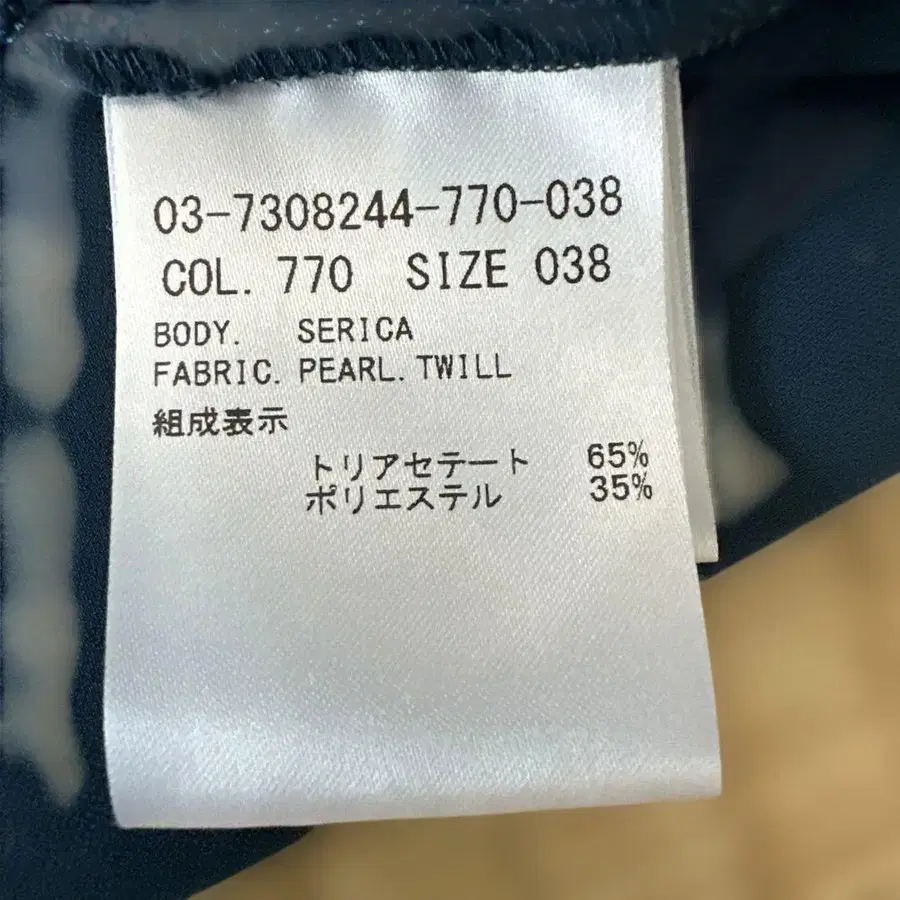 03-7308244-770-038
COL. 770 SIZE 038
BODY. SERICA
FABRIC. PEARL. TWILL
組成表示
トリアセテート 65%
ポリエステル 35%